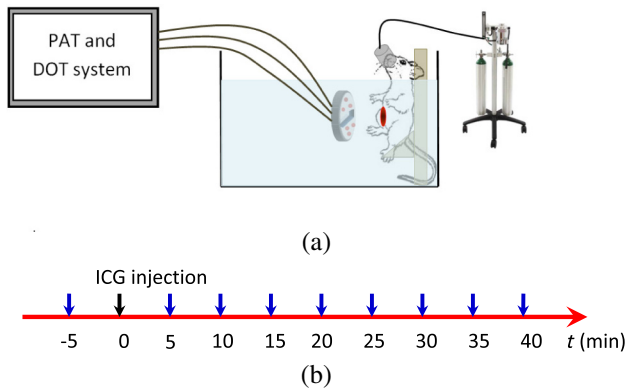 PAT and
DOT system
(a)
ICG injection
-5 0 5 10 15 20 25 30 35 40 t (min)
(b)